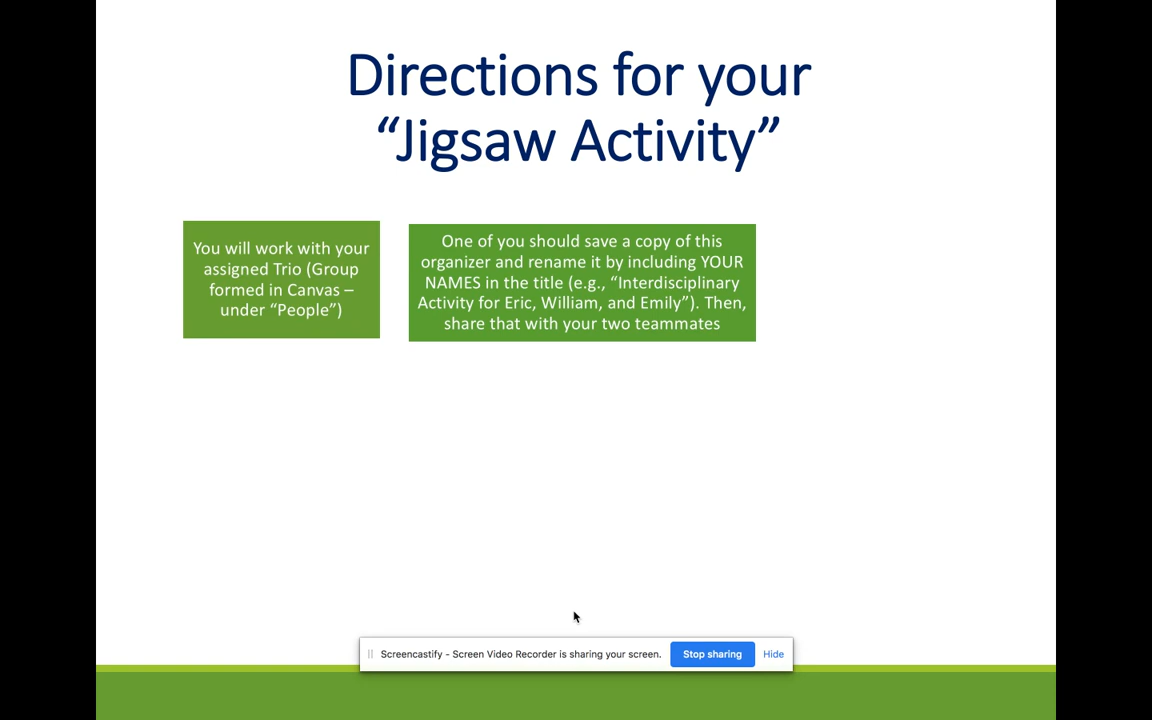 Directions for your
“Jigsaw Activity”
You will work with your
assigned Trio (Group
formed in Canvas –
under “People”)
One of you should save a copy of this
organizer and rename it by including YOUR
NAMES in the title (e.g., “Interdisciplinary
Activity for Eric, William, and Emily”). Then,
share that with your two teammates
Screencastify - Screen Video Recorder is sharing your screen.
Stop sharing
Hide